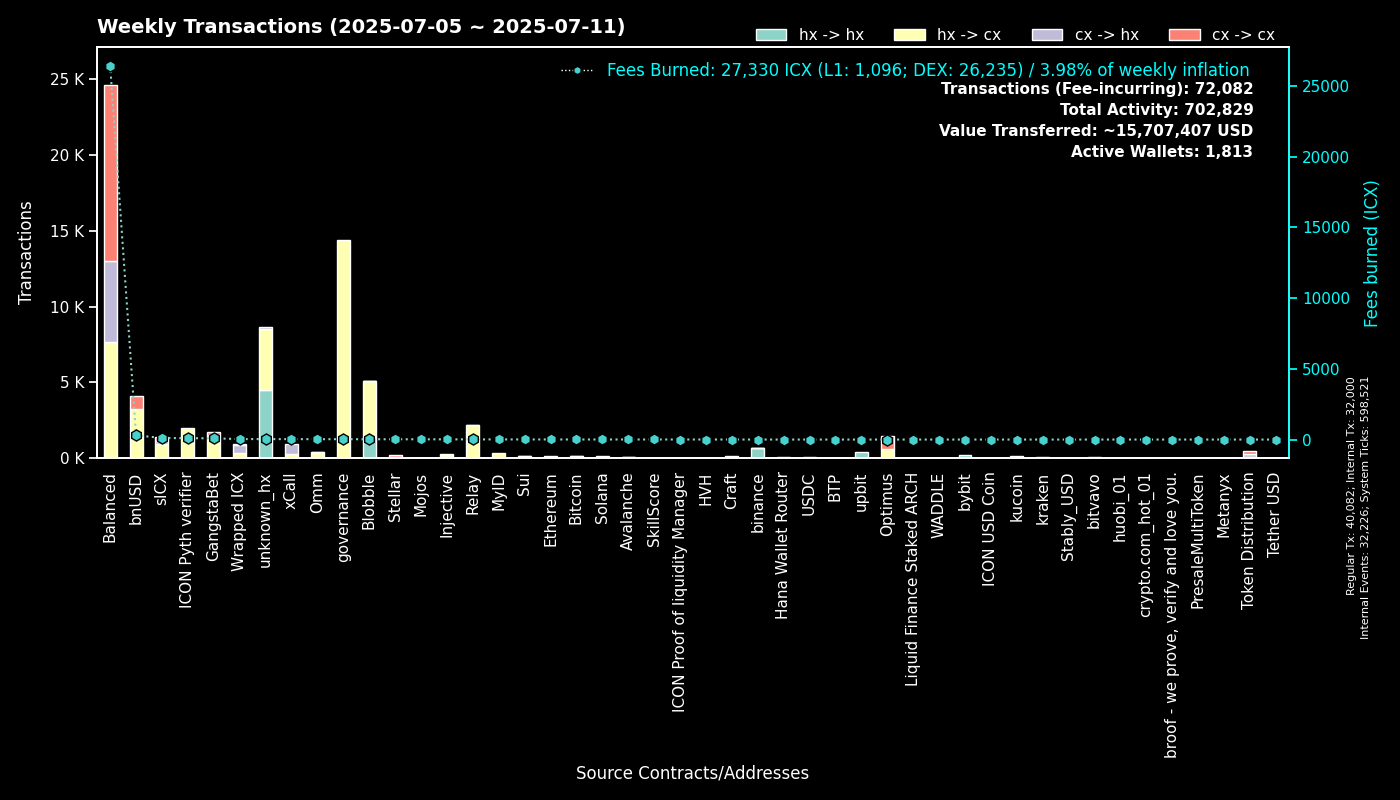 Weekly Transactions (2025-07-05 ~ 2025-07-11)
hx -> hx
hx -> cx
cx -> hx
cx -> cx
Fees Burned: 27,330 ICX (L1: 1,096; DEX: 26,235) / 3.98% of weekly inflation
Transactions (Fee-incurring): 72,082
Total Activity: 702,829
Value Transferred: ~15,707,407 USD
Active Wallets: 1,813
Transactions
25 K
20 K
15 K
10 K
5 K
0 K
25000
20000
15000
10000
5000
0
Fees burned (ICX)
Regular Tx: 40,082; Internal Tx: 32,000
Internal Events: 32,226; System Ticks: 598,521
Balanced
bnUSD
sICX
ICON Pyth verifier
GangstaBet
Wrapped ICX
unknown_hx
xCall
Omm
governance
Blobble
Stellar
Mojos
Injective
Relay
MyID
Sui
Ethereum
Bitcoin
Solana
Avalanche
SkillScore
ICON Proof of liquidity Manager
HVH
Craft
binance
Hana Wallet Router
USDC
BTP
upbit
Optimus
Liquid Finance Staked ARCH
WADDLE
bybit
ICON USD Coin
kucoin
kraken
Stably_USD
bitvavo
huobi_01
crypto.com_hot_01
broof - we prove, verify and love you.
PresaleMultiToken
Metanyx
Token Distribution
Tether USD
Source Contracts/Addresses